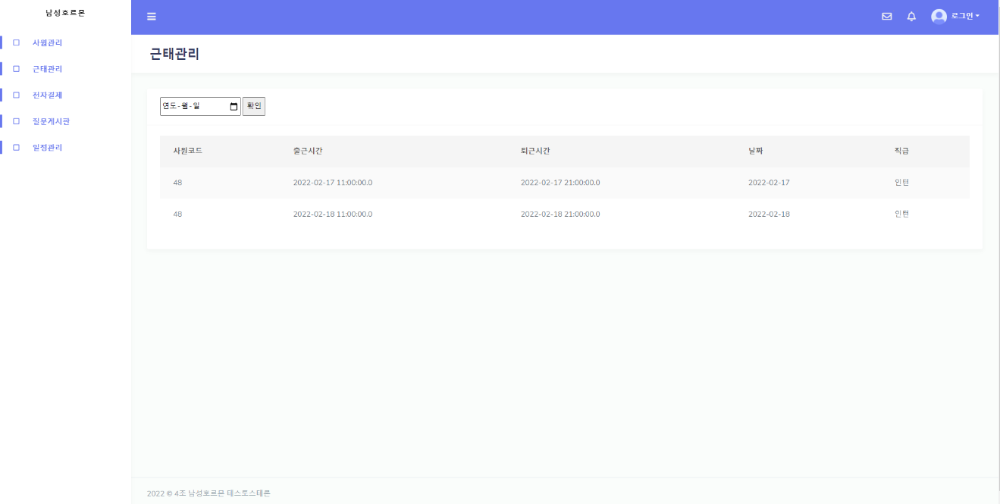 남성호르몬
로그인
사원관리
근태관리
전자결제
질문게시판
일정관리
근태관리
연도-월-일 확인
사원코드 출근시간 퇴근시간 날짜 직급
48 2022-02-17 11:00:00.0 2022-02-17 21:00:00.0 2022-02-17 인턴
48 2022-02-18 11:00:00.0 2022-02-18 21:00:00.0 2022-02-18 인턴
2022 © 4조 남성호르몬 테스토스테론